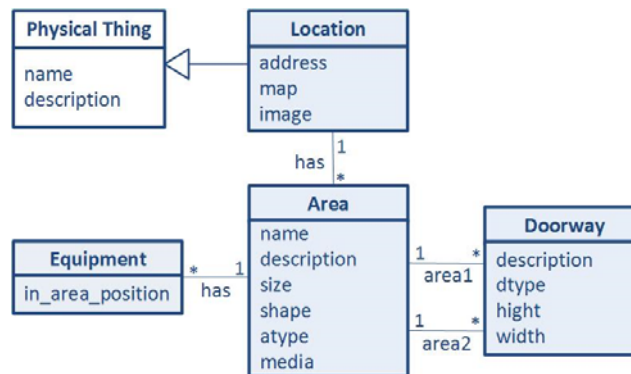 Physical Thing
name
description
Location
address
map
image
1
has
*
Area
name
description
size
shape
atype
media
Equipment
in_area_position
* 1
has
Doorway
description
dtype
hight
width
1 *
area1
1 *
area2